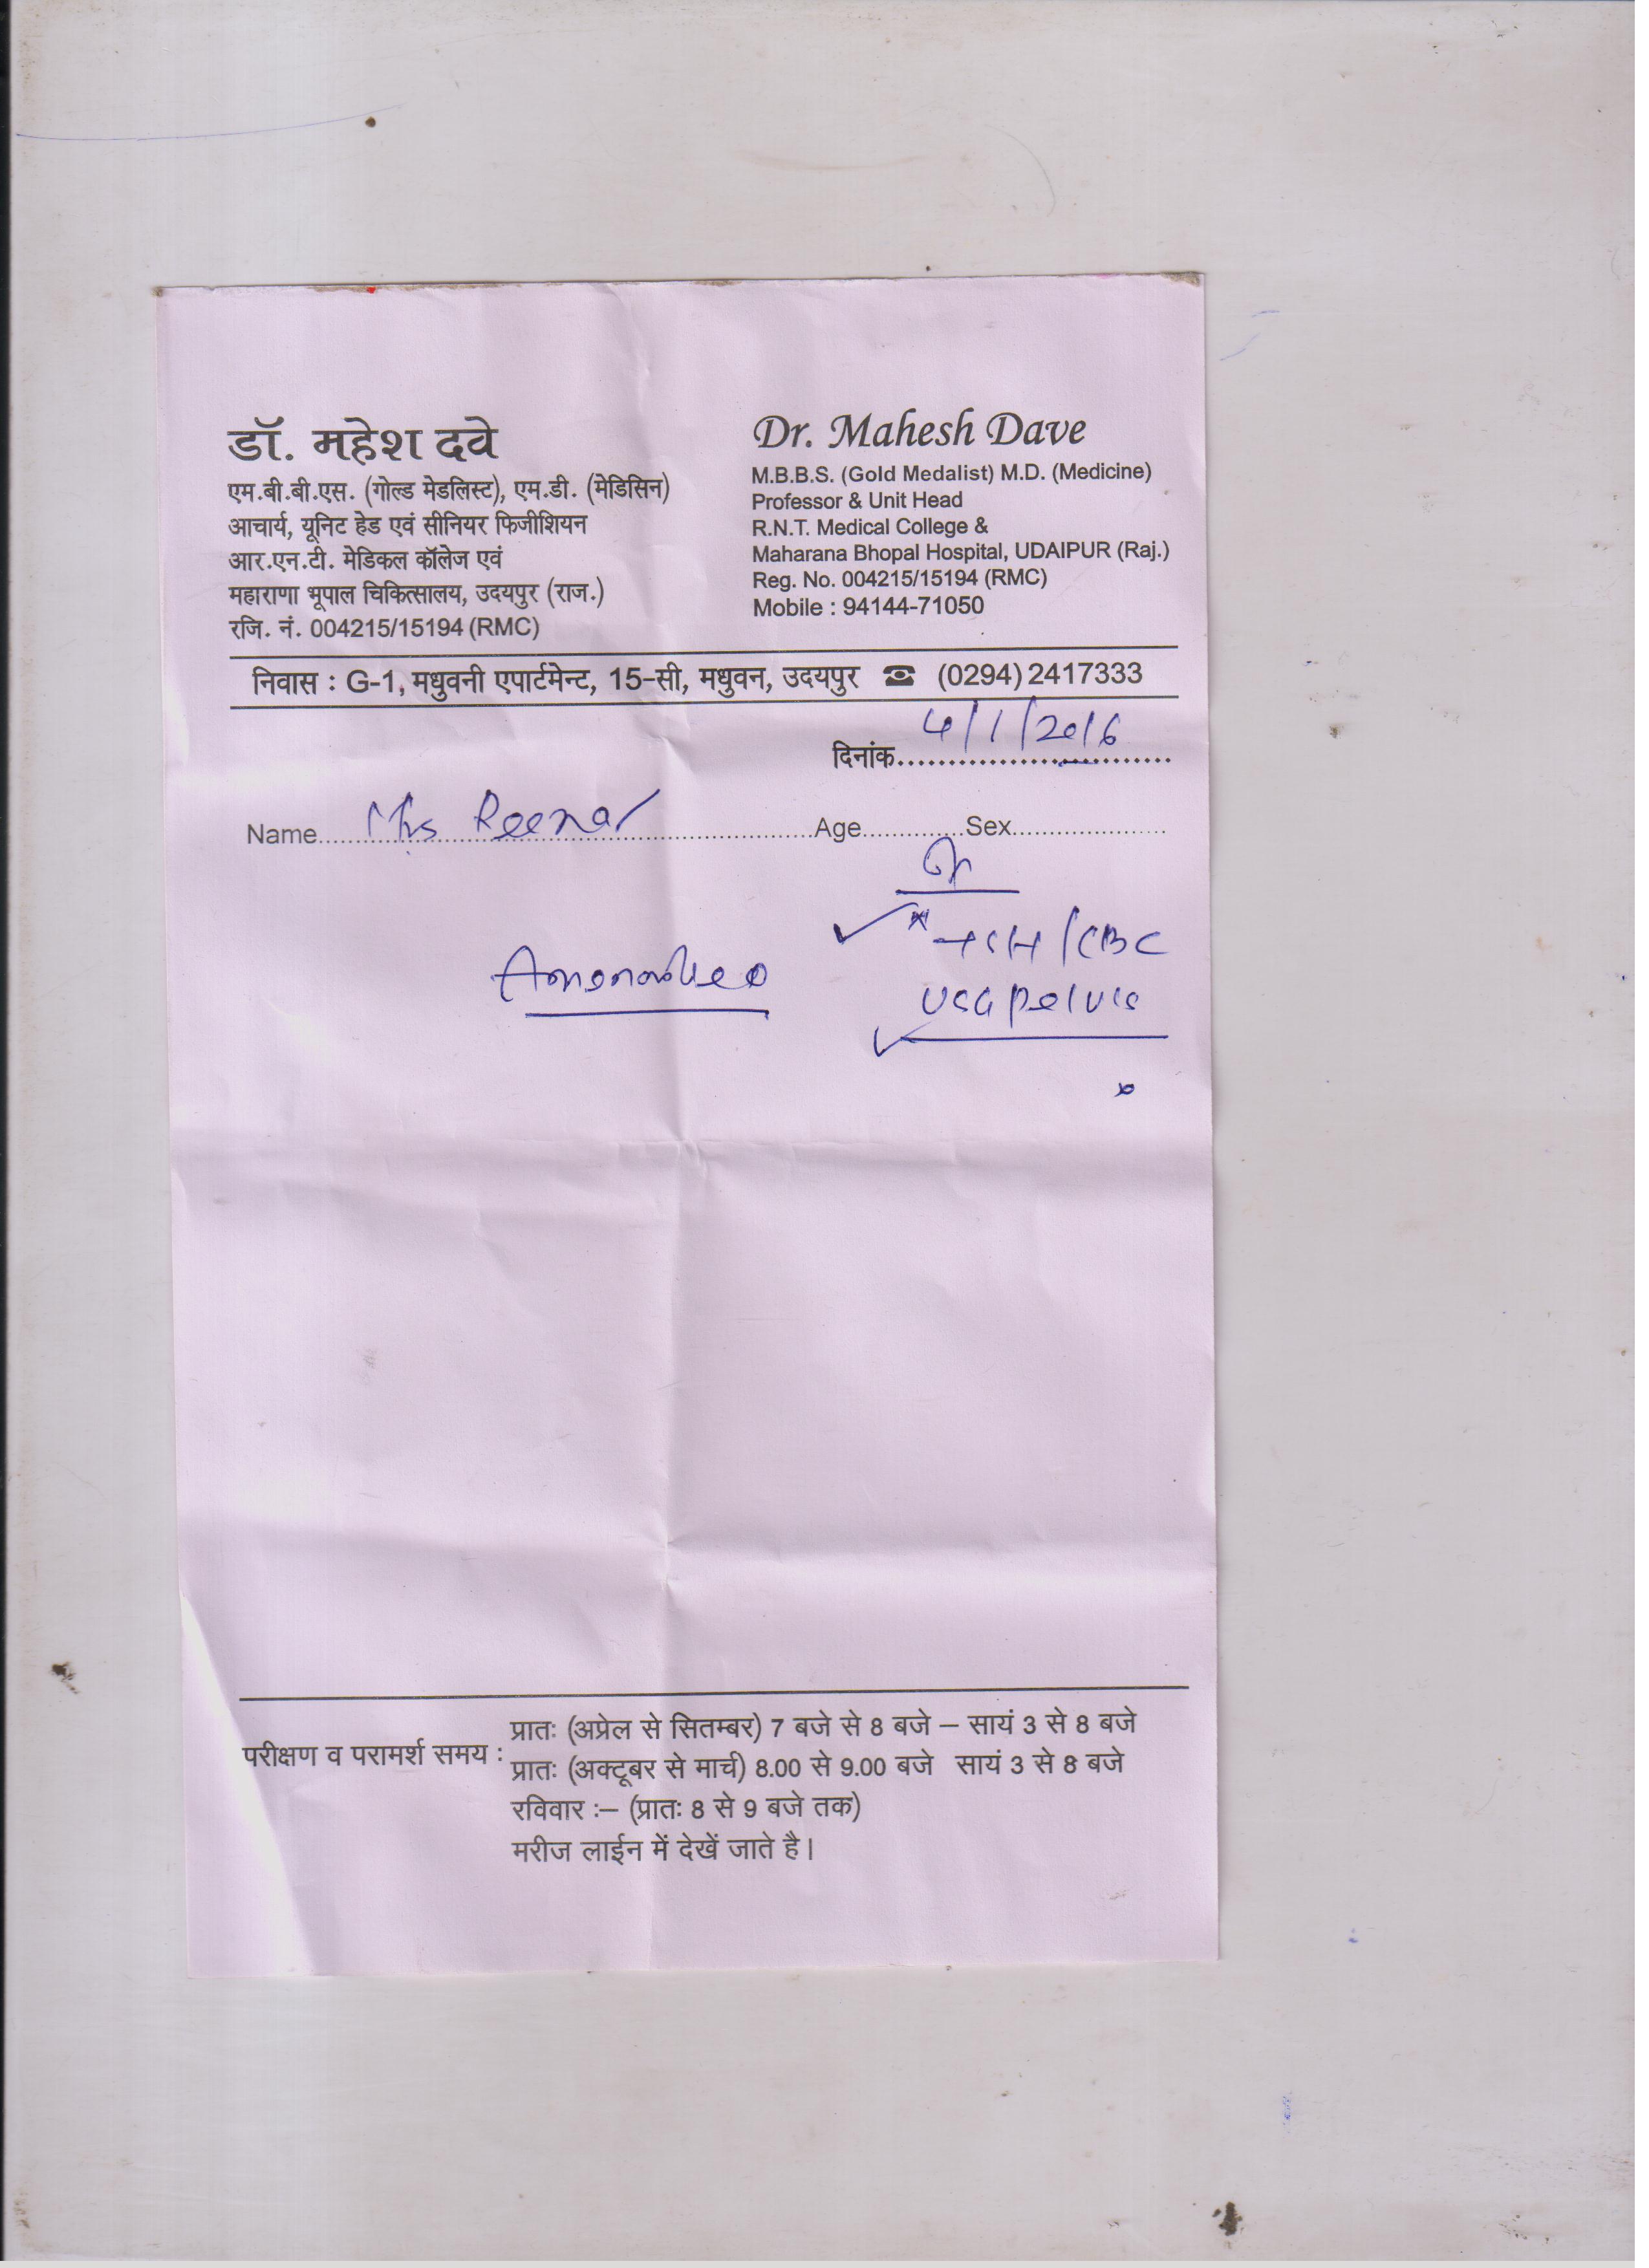 डॉ. महेश दवे
एम.बी.बी.एस. (गोल्ड मेडलिस्ट), एम.डी. (मेडिसिन)
आचार्य, यूनिट हेड एवं सीनियर फिजीशियन
आर.एन.टी. मेडिकल कॉलेज एवं
महाराणा भूपाल चिकित्सालय, उदयपुर (राज.)
रजि. नं. 004215/15194 (RMC)
Dr. Mahesh Dave
M.B.B.S. (Gold Medalist) M.D. (Medicine)
Professor & Unit Head
R.N.T. Medical College &
Maharana Bhopal Hospital, UDAIPUR (Raj.)
Reg. No. 004215/15194 (RMC)
Mobile : 94144-71050
निवास : G-1, मधुवनी एपार्टमेन्ट, 15-सी, मधुवन, उदयपुर ☎ (0294) 2417333
दिनांक 4/1/2016
Name Mrs Reena Age Sex
TSH / CBC
USG pelvis
परीक्षण व परामर्श समय :
प्रातः (अप्रेल से सितम्बर) 7 बजे से 8 बजे – सायं 3 से 8 बजे
प्रातः (अक्टूबर से मार्च) 8.00 से 9.00 बजे सायं 3 से 8 बजे
रविवार :– (प्रातः 8 से 9 बजे तक)
मरीज लाईन में देखें जाते है।